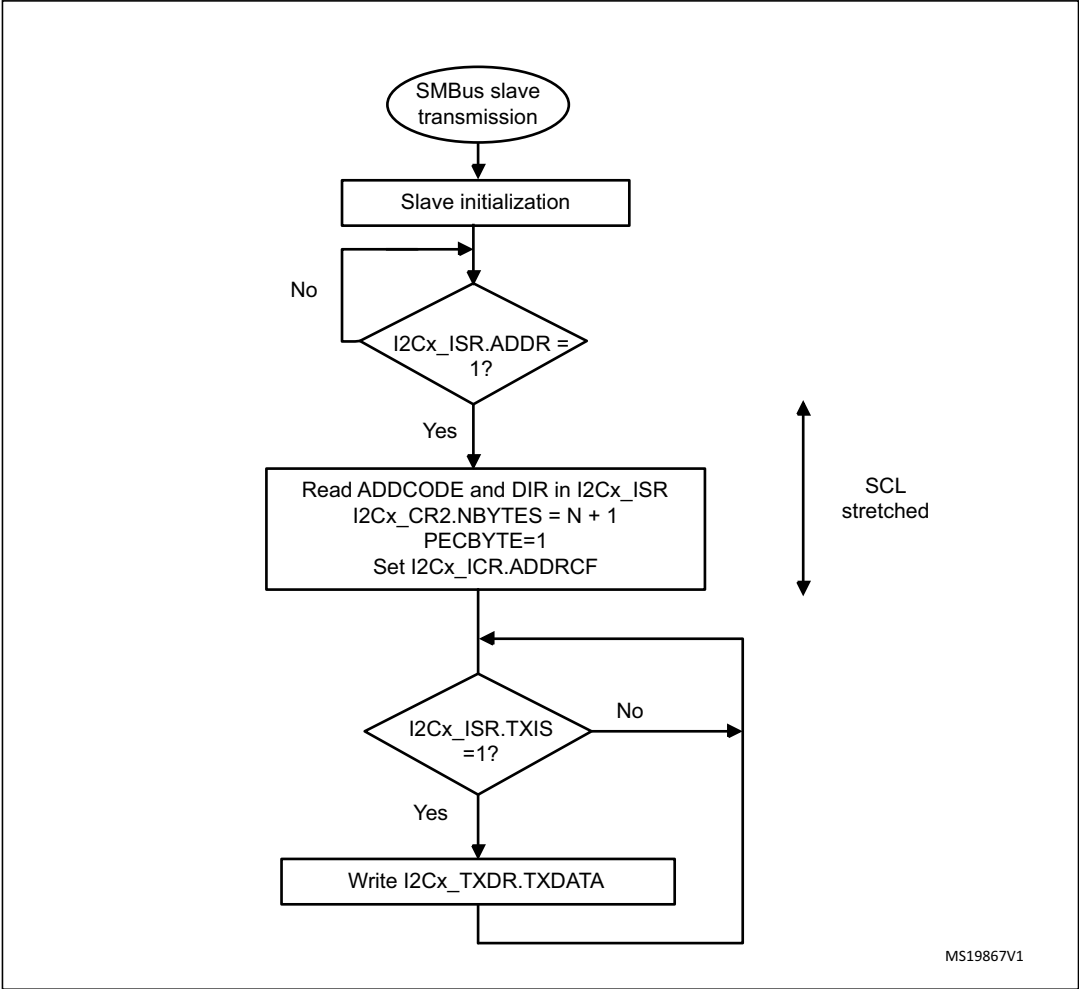 SMBus slave
transmission
Slave initialization
No
I2Cx_ISR.ADDR =
1?
Yes
Read ADDCODE and DIR in I2Cx_ISR
I2Cx_CR2.NBYTES = N + 1
PECBYTE=1
Set I2Cx_ICR.ADDRCF
SCL
stretched
I2Cx_ISR.TXIS
=1?
No
Yes
Write I2Cx_TXDR.TXDATA
MS19867V1